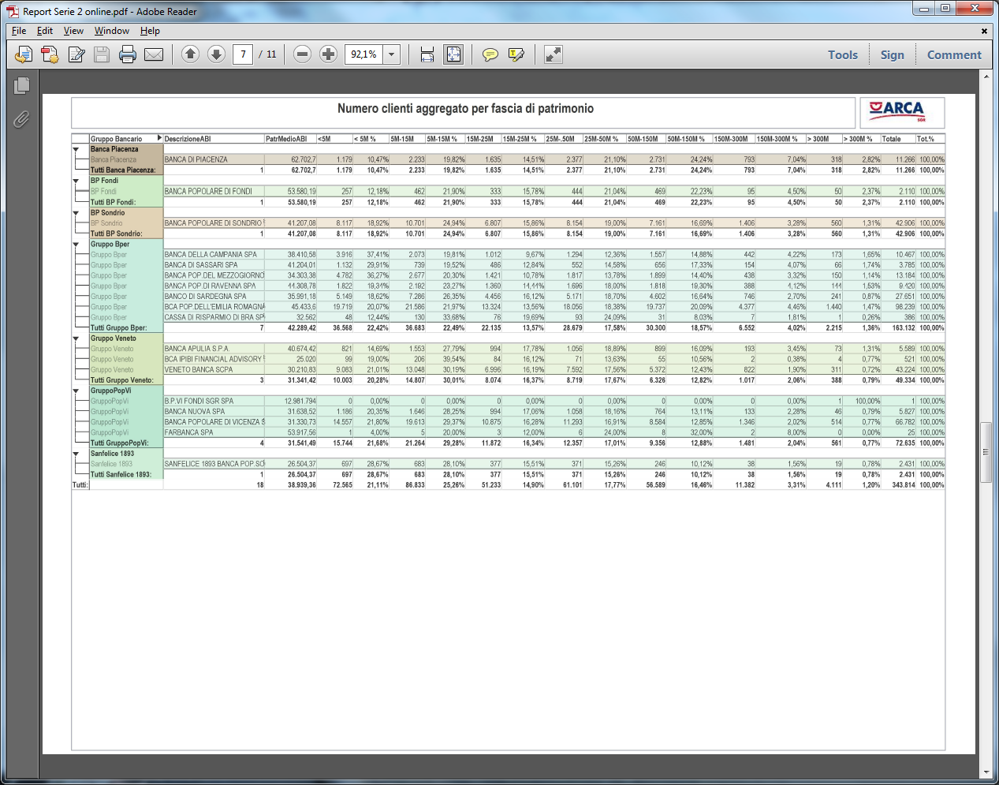 Report Serie 2 online.pdf - Adobe Reader
File Edit View Window Help
7 / 11 92,1% Tools Sign Comment
Numero clienti aggregato per fascia di patrimonio
ARCA SGR
Gruppo Bancario DescrizioneABI PatrMedioABI <5M < 5M % 5M-15M 5M-15M % 15M-25M 15M-25M % 25M-.50M 25M-50M % 50M-150M 50M-150M % 150M-300M 150M-300M % > 300M > 300M % Totale Tot.%
Banca Piacenza
Banca Piacenza BANCA DI PIACENZA 62.702,7 1.179 10,47% 2.233 19,82% 1.635 14,51% 2.377 21,10% 2.731 24,24% 793 7,04% 318 2,82% 11.266 100,00%
Tutti Banca Piacenza: 1 62.702,7 1.179 10,47% 2.233 19,82% 1.635 14,51% 2.377 21,10% 2.731 24,24% 793 7,04% 318 2,82% 11.266 100,00%
BP Fondi
BP Fondi BANCA POPOLARE DI FONDI 53.580,19 257 12,18% 462 21,90% 333 15,78% 444 21,04% 469 22,23% 95 4,50% 50 2,37% 2.110 100,00%
Tutti BP Fondi: 1 53.580,19 257 12,18% 462 21,90% 333 15,78% 444 21,04% 469 22,23% 95 4,50% 50 2,37% 2.110 100,00%
BP Sondrio
BP Sondrio BANCA POPOLARE DI SONDRIO 41.207,08 8.117 18,92% 10.701 24,94% 6.807 15,86% 8.154 19,00% 7.161 16,69% 1.406 3,28% 560 1,31% 42.906 100,00%
Tutti BP Sondrio: 1 41.207,08 8.117 18,92% 10.701 24,94% 6.807 15,86% 8.154 19,00% 7.161 16,69% 1.406 3,28% 560 1,31% 42.906 100,00%
Gruppo Bper
Gruppo Bper BANCA DELLA CAMPANIA SPA 38.410,58 3.916 37,41% 2.073 19,81% 1.012 9,67% 1.294 12,36% 1.557 14,88% 442 4,22% 173 1,65% 10.467 100,00%
Gruppo Bper BANCA DI SASSARI SPA 41.204,01 1.132 29,91% 739 19,52% 486 12,84% 552 14,58% 656 17,33% 154 4,07% 66 1,74% 3.785 100,00%
Gruppo Bper BANCA POP.DEL MEZZOGIORNO 34.303,38 4.782 36,27% 2.677 20,30% 1.421 10,78% 1.817 13,78% 1.899 14,40% 438 3,32% 150 1,14% 13.184 100,00%
Gruppo Bper BANCA POP.DI RAVENNA SPA 44.308,78 1.822 19,34% 2.192 23,27% 1.360 14,44% 1.696 18,00% 1.818 19,30% 388 4,12% 144 1,53% 9.420 100,00%
Gruppo Bper BANCO DI SARDEGNA SPA 35.991,18 5.149 18,62% 7.286 26,35% 4.456 16,12% 5.171 18,70% 4.602 16,64% 746 2,70% 241 0,87% 27.651 100,00%
Gruppo Bper BCA POP.DELL'EMILIA ROMAGNA 45.433,6 19.719 20,07% 21.586 21,97% 13.324 13,56% 18.056 18,38% 19.737 20,09% 4.377 4,46% 1.440 1,47% 98.239 100,00%
Gruppo Bper CASSA DI RISPARMIO DI BRA SP 32.562 48 12,44% 130 33,68% 76 19,69% 93 24,09% 31 8,03% 7 1,81% 1 0,26% 386 100,00%
Tutti Gruppo Bper: 7 42.289,42 36.568 22,42% 36.683 22,49% 22.135 13,57% 28.679 17,58% 30.300 18,57% 6.552 4,02% 2.215 1,36% 163.132 100,00%
Gruppo Veneto
Gruppo Veneto BANCA APULIA S.P.A. 40.674,42 821 14,69% 1.553 27,79% 994 17,78% 1.056 18,89% 899 16,09% 193 3,45% 73 1,31% 5.589 100,00%
Gruppo Veneto BCA IPIBI FINANCIAL ADVISORY 25.020 99 19,00% 206 39,54% 84 16,12% 71 13,63% 55 10,56% 2 0,38% 4 0,77% 521 100,00%
Gruppo Veneto VENETO BANCA SCPA 30.210,83 9.083 21,01% 13.048 30,19% 6.996 16,19% 7.592 17,56% 5.372 12,43% 822 1,90% 311 0,72% 43.224 100,00%
Tutti Gruppo Veneto: 3 31.341,42 10.003 20,28% 14.807 30,01% 8.074 16,37% 8.719 17,67% 6.326 12,82% 1.017 2,06% 388 0,79% 49.334 100,00%
GruppoPopVi
GruppoPopVi B.P.VI FONDI SGR SPA 12.981.794 0 0,00% 0 0,00% 0 0,00% 0 0,00% 0 0,00% 0 0,00% 1 100,00% 1 100,00%
GruppoPopVi BANCA NUOVA SPA 31.638,52 1.186 20,35% 1.646 28,25% 994 17,06% 1.058 18,16% 764 13,11% 133 2,28% 46 0,79% 5.827 100,00%
GruppoPopVi BANCA POPOLARE DI VICENZA S 31.330,73 14.557 21,80% 19.613 29,37% 10.875 16,28% 11.293 16,91% 8.584 12,85% 1.346 2,02% 514 0,77% 66.782 100,00%
GruppoPopVi FARBANCA SPA 53.917,56 1 4,00% 5 20,00% 3 12,00% 6 24,00% 8 32,00% 2 8,00% 0 0,00% 25 100,00%
Tutti GruppoPopVi: 4 31.541,49 15.744 21,68% 21.264 29,28% 11.872 16,34% 12.357 17,01% 9.356 12,88% 1.481 2,04% 561 0,77% 72.635 100,00%
Sanfelice 1893
Sanfelice 1893 SANFELICE 1893 BANCA POP.SO 26.504,37 697 28,67% 683 28,10% 377 15,51% 371 15,26% 246 10,12% 38 1,56% 19 0,78% 2.431 100,00%
Tutti Sanfelice 1893: 1 26.504,37 697 28,67% 683 28,10% 377 15,51% 371 15,26% 246 10,12% 38 1,56% 19 0,78% 2.431 100,00%
Tutti: 18 38.939,36 72.565 21,11% 86.833 25,26% 51.233 14,90% 61.101 17,77% 56.589 16,46% 11.382 3,31% 4.111 1,20% 343.814 100,00%